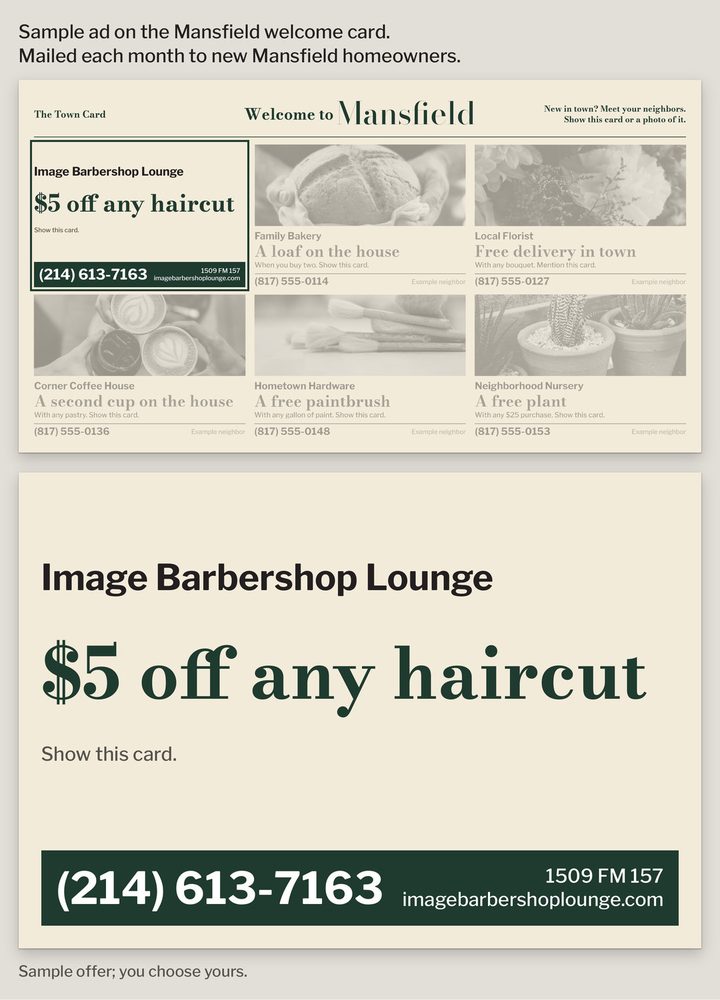 Sample ad on the Mansfield welcome card.
Mailed each month to new Mansfield homeowners.
The Town Card
Welcome to Mansfield
New in town? Meet your neighbors.
Show this card or a photo of it.
Image Barbershop Lounge
$5 off any haircut
Show this card.
(214) 613-7163
1509 FM 157
imagebarbershoplounge.com
Family Bakery
A loaf on the house
When you buy two. Show this card.
(817) 555-0114
Example neighbor
Local Florist
Free delivery in town
With any bouquet. Mention this card.
(817) 555-0127
Example neighbor
Corner Coffee House
A second cup on the house
With any pastry. Show this card.
(817) 555-0136
Example neighbor
Hometown Hardware
A free paintbrush
With any gallon of paint. Show this card.
(817) 555-0148
Example neighbor
Neighborhood Nursery
A free plant
With any $25 purchase. Show this card.
(817) 555-0153
Example neighbor
Image Barbershop Lounge
$5 off any haircut
Show this card.
(214) 613-7163
1509 FM 157
imagebarbershoplounge.com
Sample offer; you choose yours.